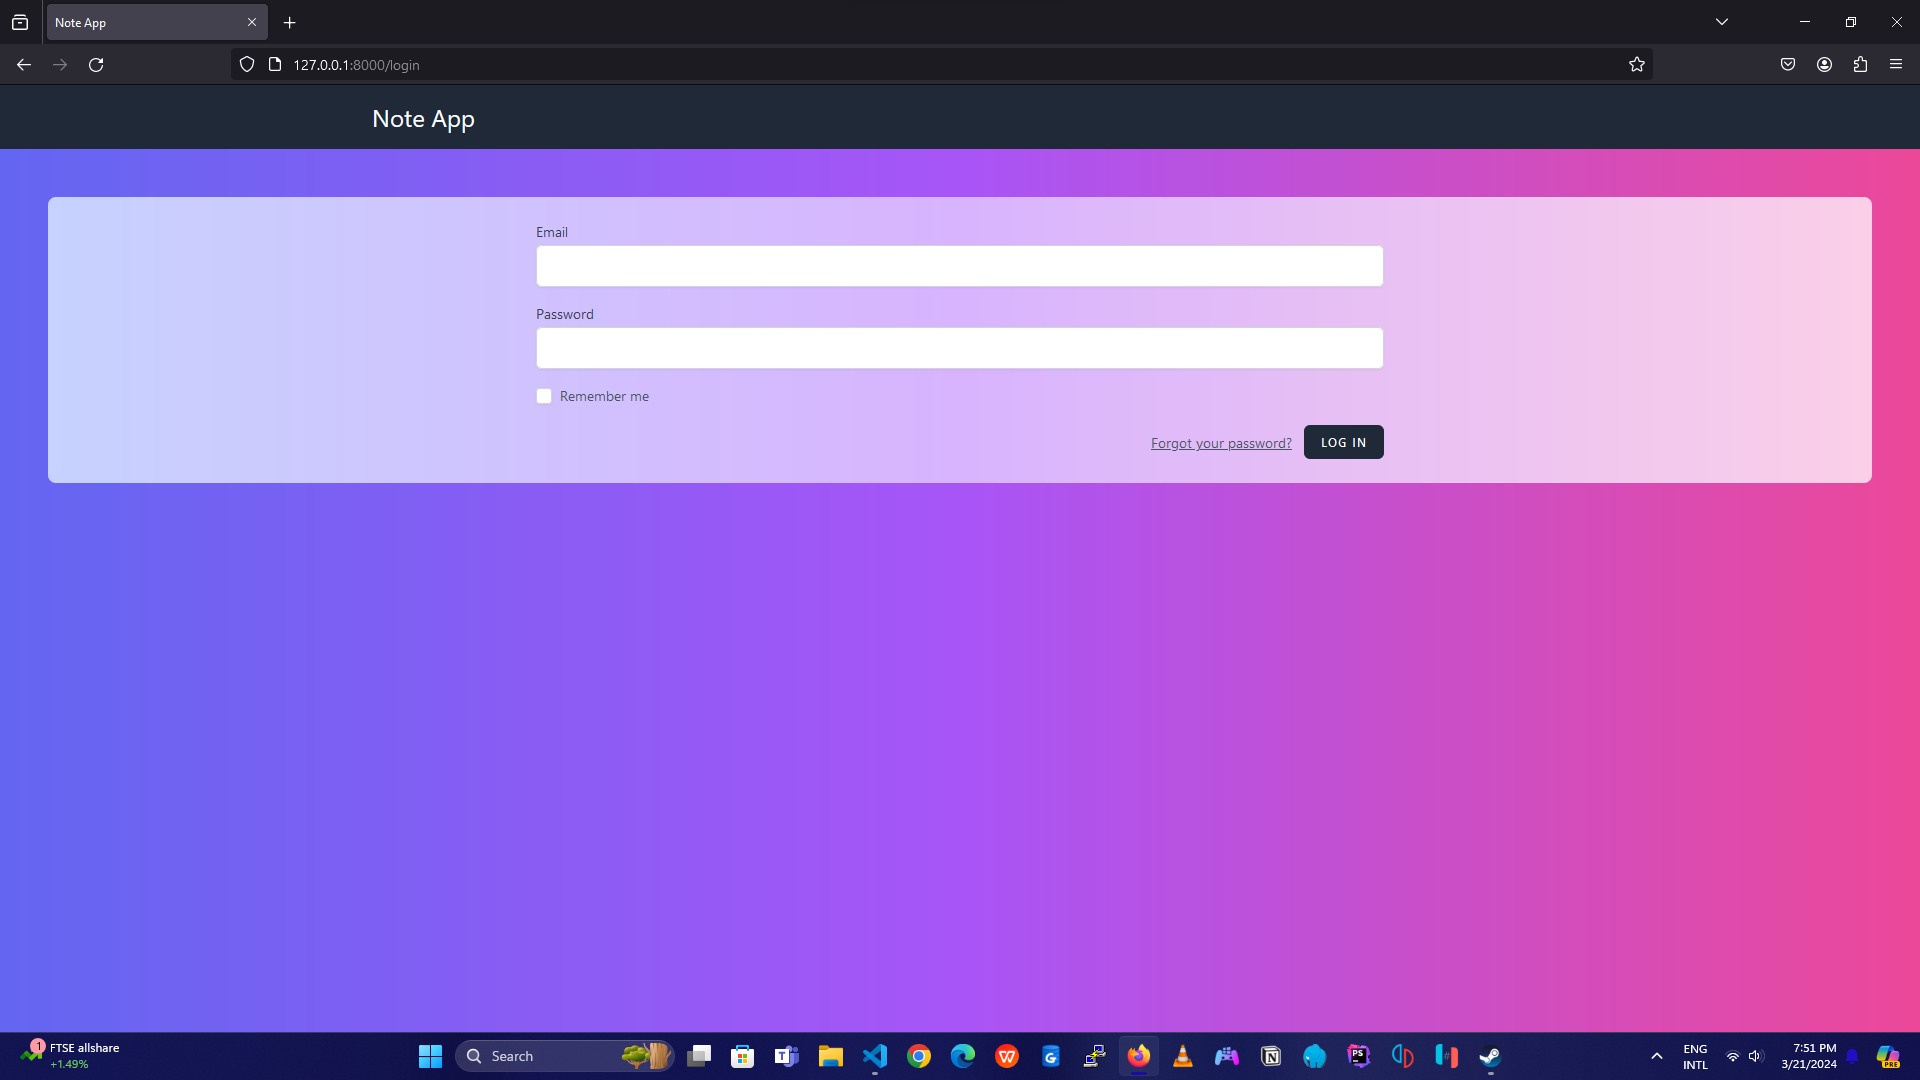 Note App
127.0.0.1:8000/login
Note App
Email
Password
Remember me
Forgot your password? LOG IN
1 FTSE allshare
+1.49%
Search
ENG
INTL
7:51 PM
3/21/2024
PRE